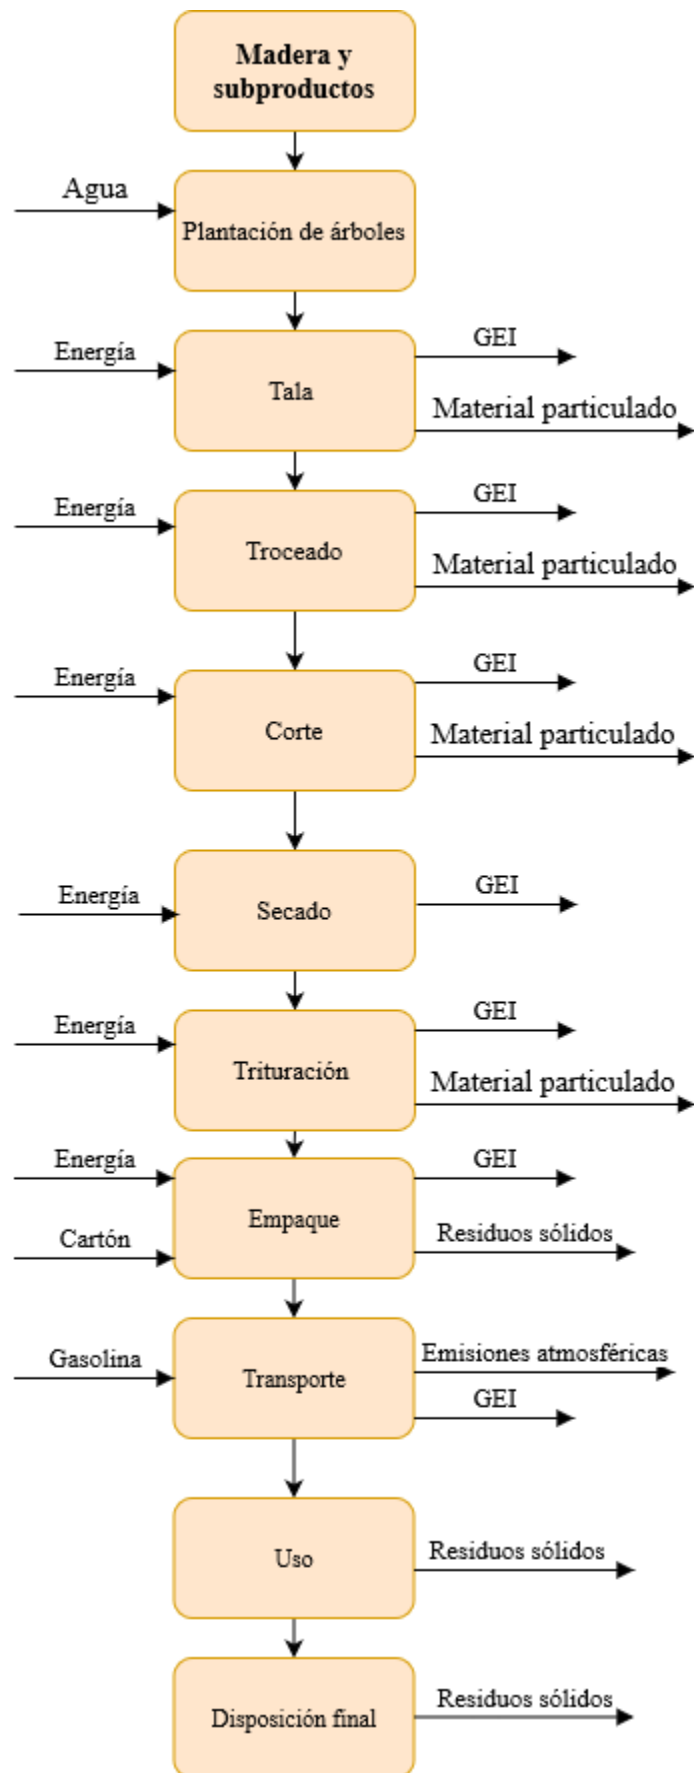 Madera y
subproductos
Agua
Plantación de árboles
Energía
GEI
Tala
Material particulado
Energía
GEI
Troceado
Material particulado
Energía
GEI
Corte
Material particulado
Energía
GEI
Secado
Energía
GEI
Trituración
Material particulado
Energía
GEI
Empaque
Cartón
Residuos sólidos
Gasolina
Emisiones atmosféricas
Transporte
GEI
Uso
Residuos sólidos
Disposición final
Residuos sólidos